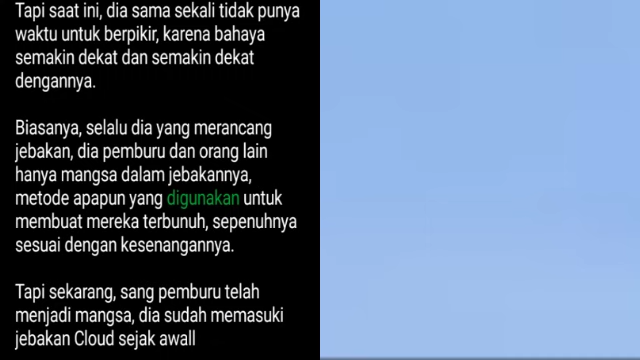 Tapi saat ini, dia sama sekali tidak punya
waktu untuk berpikir, karena bahaya
semakin dekat dan semakin dekat
dengannya.
Biasanya, selalu dia yang merancang
jebakan, dia pemburu dan orang lain
hanya mangsa dalam jebakannya,
metode apapun yang digunakan untuk
membuat mereka terbunuh, sepenuhnya
sesuai dengan kesenangannya.
Tapi sekarang, sang pemburu telah
menjadi mangsa, dia sudah memasuki
jebakan Cloud sejak awall